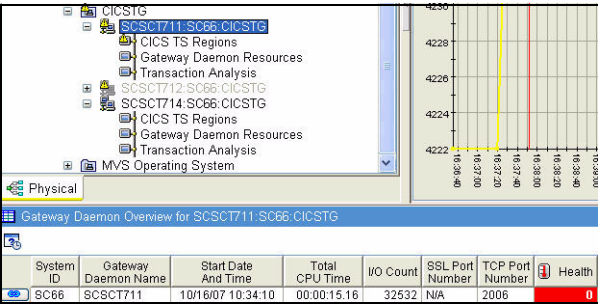 CICSTG
SCSCT711:SC66:CICSTG
CICS TS Regions
Gateway Daemon Resources
Transaction Analysis
SCSCT712:SC66:CICSTG
SCSCT714:SC66:CICSTG
CICS TS Regions
Gateway Daemon Resources
Transaction Analysis
MVS Operating System
Physical
4230
4228
4226
4224
4222
16:36:40
16:37:00
16:37:20
16:37:40
16:38:00
16:38:20
16:38:40
16:39:00
Gateway Daemon Overview for SCSCT711:SC66:CICSTG
System ID Gateway Daemon Name Start Date And Time Total CPU Time I/O Count SSL Port Number TCP Port Number Health
SC66 SCSCT711 10/16/07 10:34:10 00:00:15.16 32532 N/A 2006 0